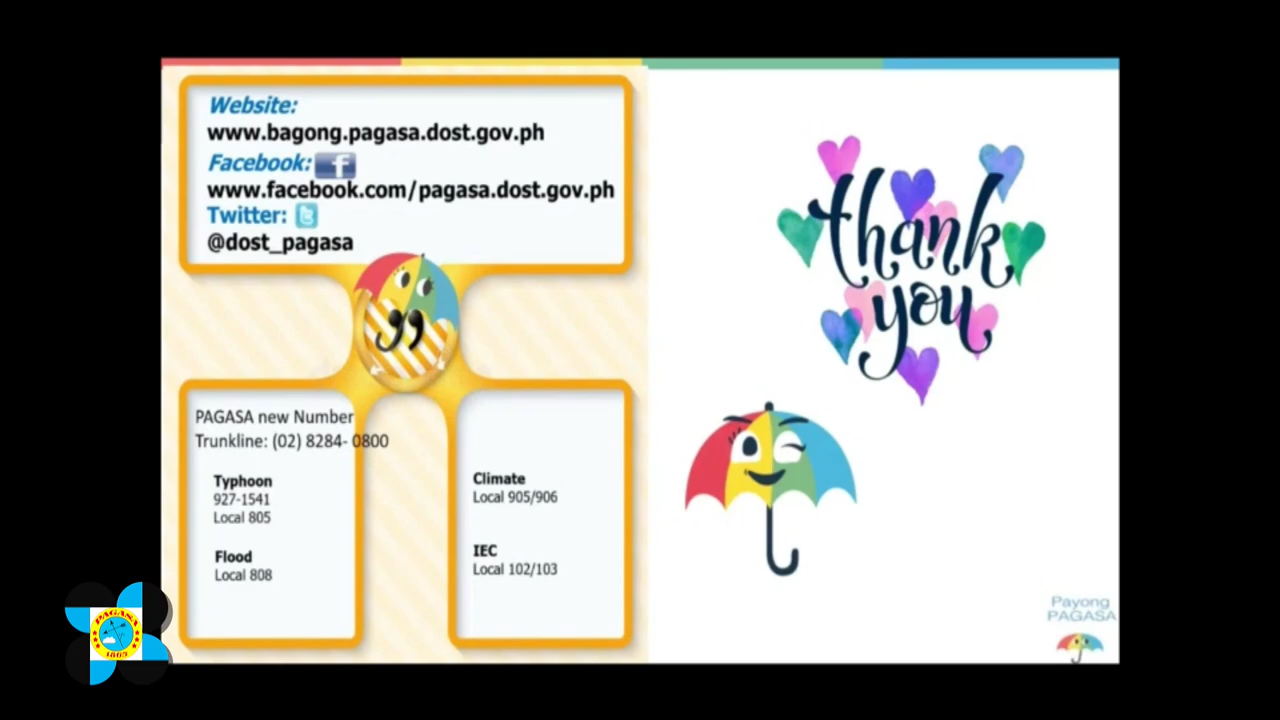 Website:
www.bagong.pagasa.dost.gov.ph
Facebook:
www.facebook.com/pagasa.dost.gov.ph
Twitter:
@dost_pagasa
PAGASA new Number
Trunkline: (02) 8284- 0800
Typhoon
927-1541
Local 805
Flood
Local 808
Climate
Local 905/906
IEC
Local 102/103
thank
you
Payong
PAGASA
PAGASA
1865